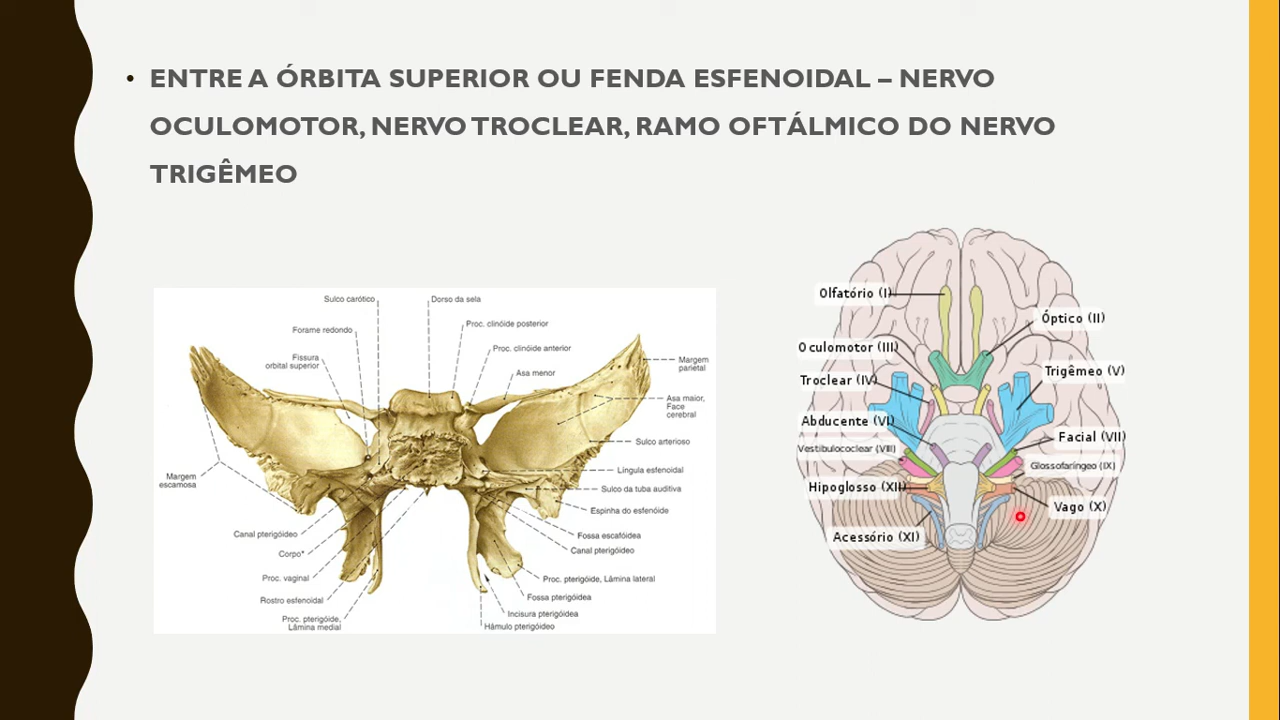 • ENTRE A ÓRBITA SUPERIOR OU FENDA ESFENOIDAL – NERVO
OCULOMOTOR, NERVO TROCLEAR, RAMO OFTÁLMICO DO NERVO
TRIGÊMEO
Sulco carótico
Dorso da sela
Forame redondo
Proc. clinóide posterior
Fissura
orbital superior
Proc. clinóide anterior
Asa menor
Margem
parietal
Asa maior,
Face
cerebral
Sulco arterioso
Margem
escamosa
Língula esfenoidal
Sulco da tuba auditiva
Espinha do esfenóide
Canal pterigóideo
Fossa escafóidea
Corpo*
Canal pterigóideo
Proc. vaginal
Proc. pterigóide, Lâmina lateral
Rostro esfenoidal
Fossa pterigóidea
Proc. pterigóide,
Lâmina medial
Incisura pterigóidea
Hâmulo pterigóideo
Olfatório (I)
Óptico (II)
Oculomotor (III)
Trigêmeo (V)
Troclear (IV)
Abducente (VI)
Facial (VII)
Vestibulococlear (VIII)
Glossofaríngeo (IX)
Hipoglosso (XII)
Vago (X)
Acessório (XI)